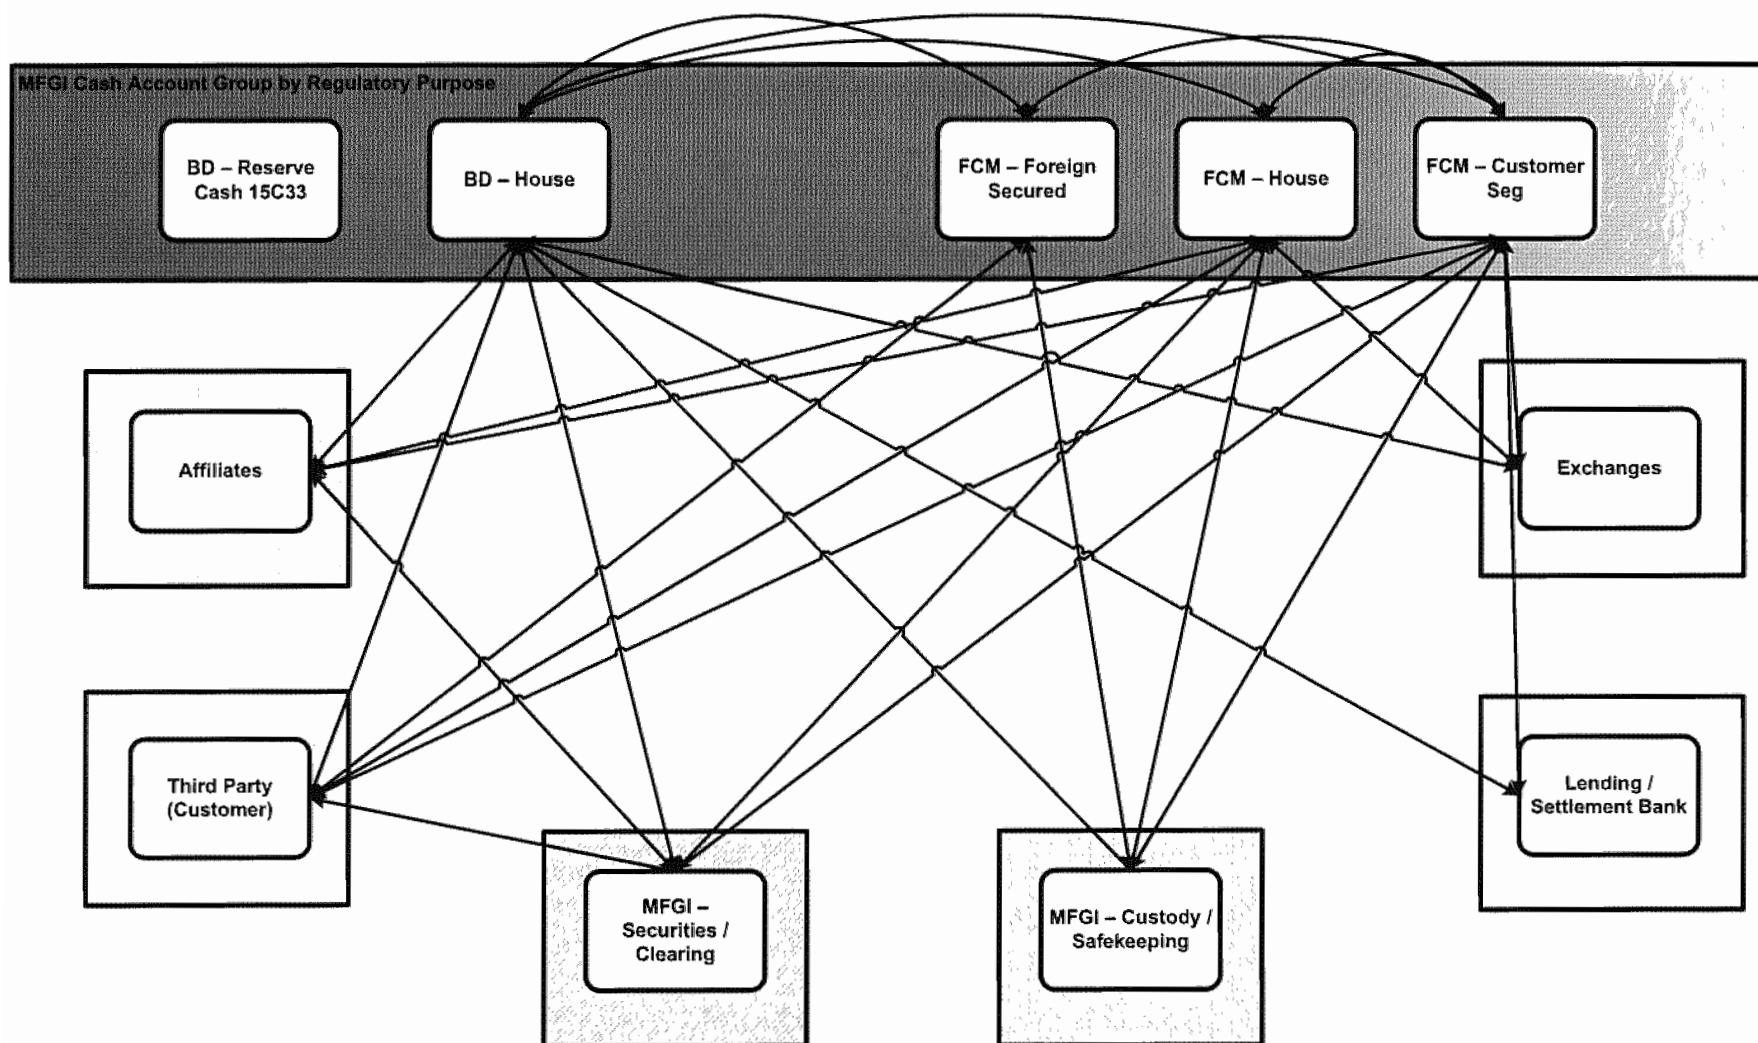 MFGI Cash Account Group by Regulatory Purpose
BD – Reserve
Cash 15C33
BD – House
FCM – Foreign
Secured
FCM – House
FCM – Customer
Seg
Affiliates
Exchanges
Third Party
(Customer)
Lending /
Settlement Bank
MFGI –
Securities /
Clearing
MFGI – Custody /
Safekeeping